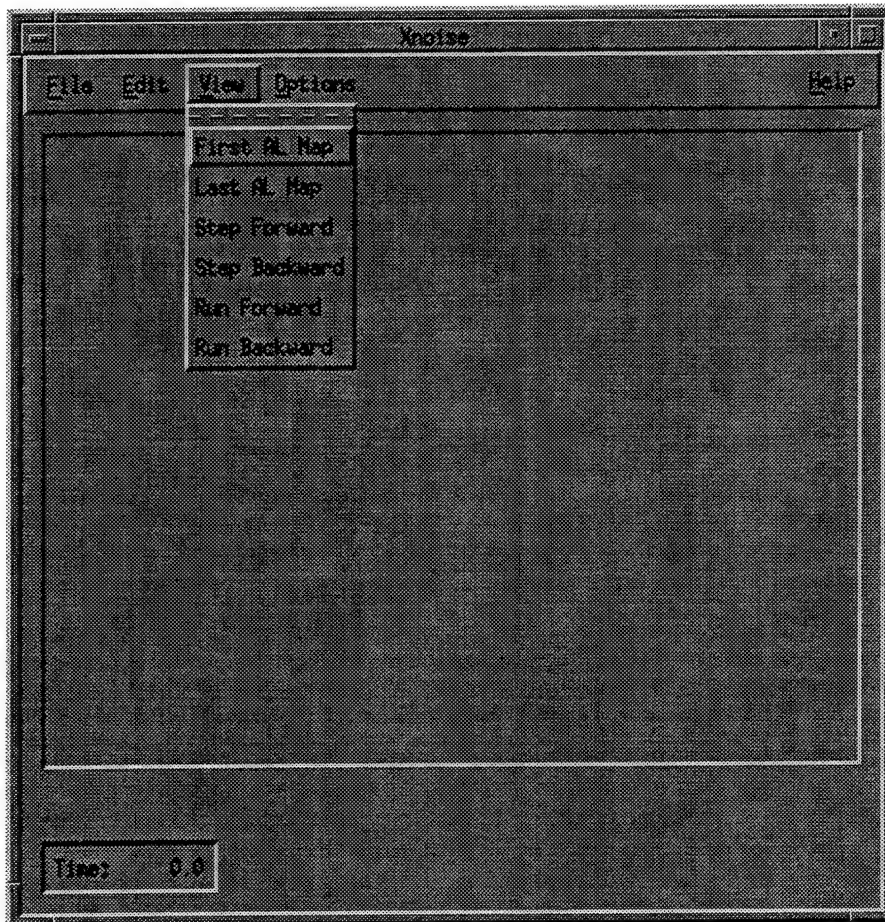 Xnoise
File Edit View Options Help
First AL Map
Last AL Map
Step Forward
Step Backward
Run Forward
Run Backward
Time: 0.0